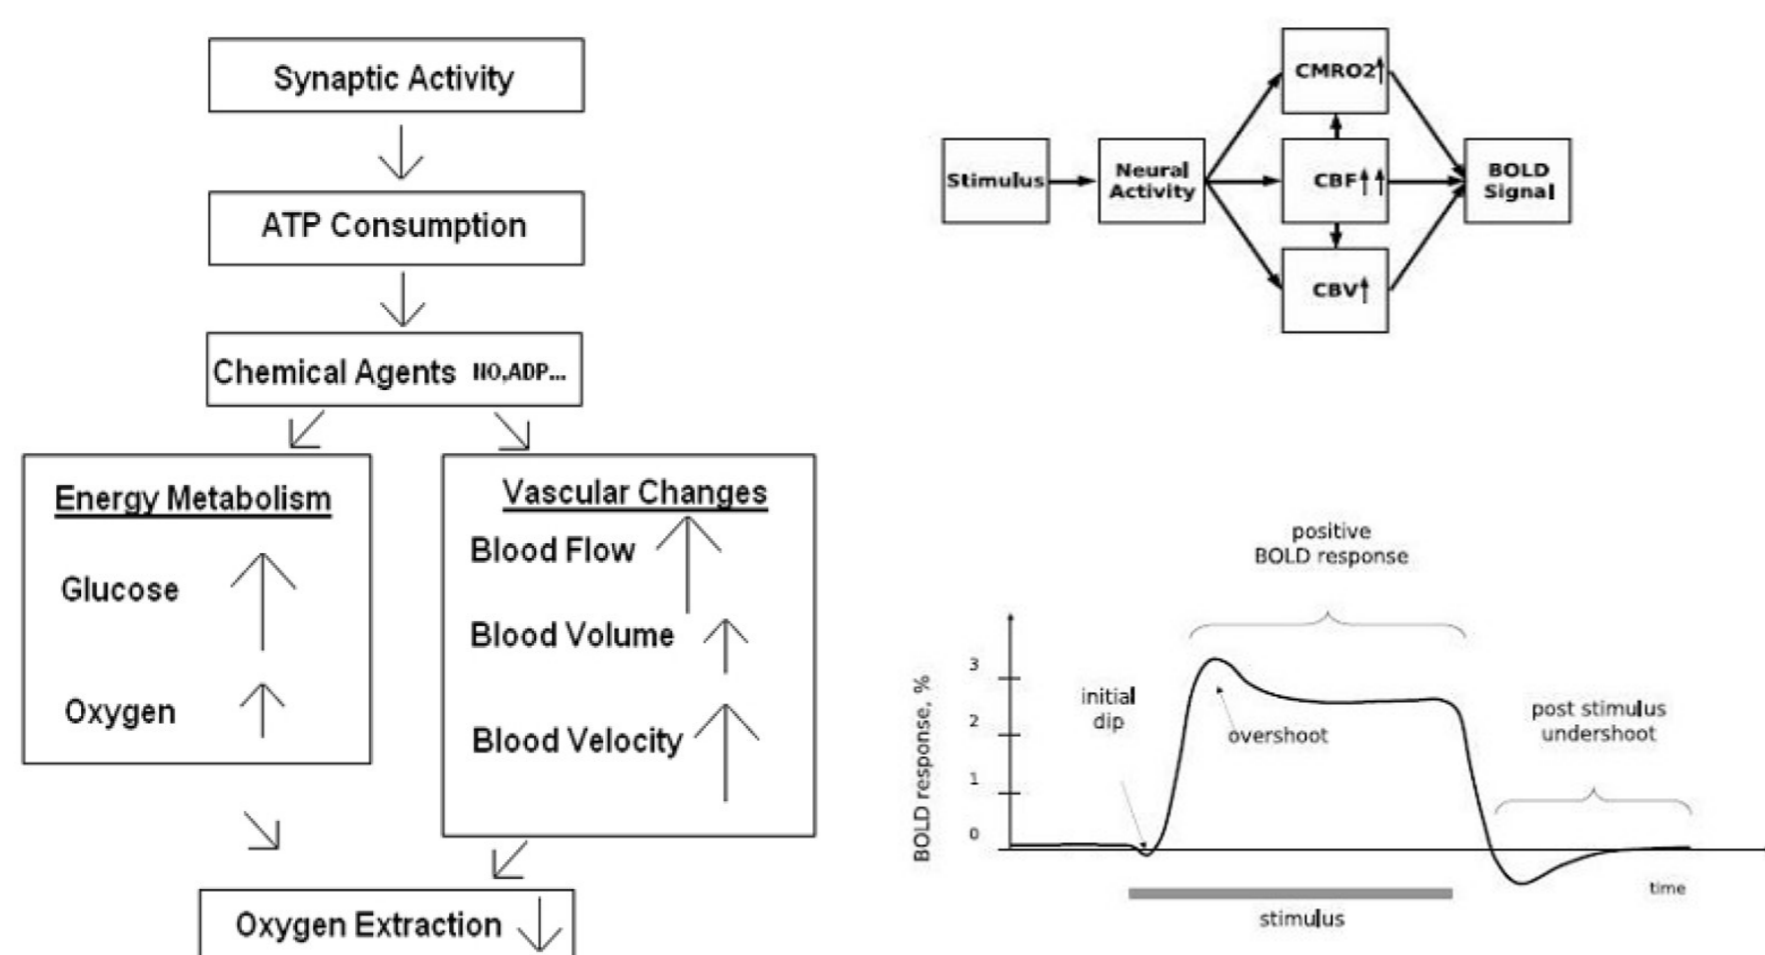 Synaptic Activity
ATP Consumption
Chemical Agents NO,ADP...
Energy Metabolism
Glucose
Oxygen
Vascular Changes
Blood Flow
Blood Volume
Blood Velocity
Oxygen Extraction
Stimulus
Neural
Activity
CMRO2
CBF
CBV
BOLD
Signal
positive
BOLD response
BOLD response, %
3
2
1
0
initial
dip
overshoot
post stimulus
undershoot
time
stimulus